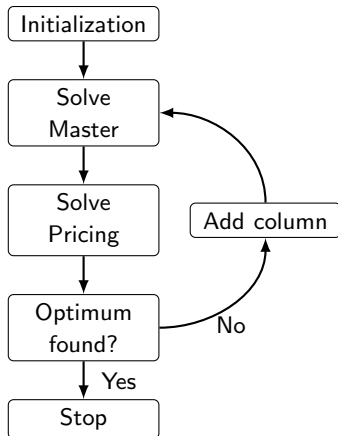 Initialization
Solve
Master
Solve
Pricing
Add column
Optimum
found?
No
Yes
Stop